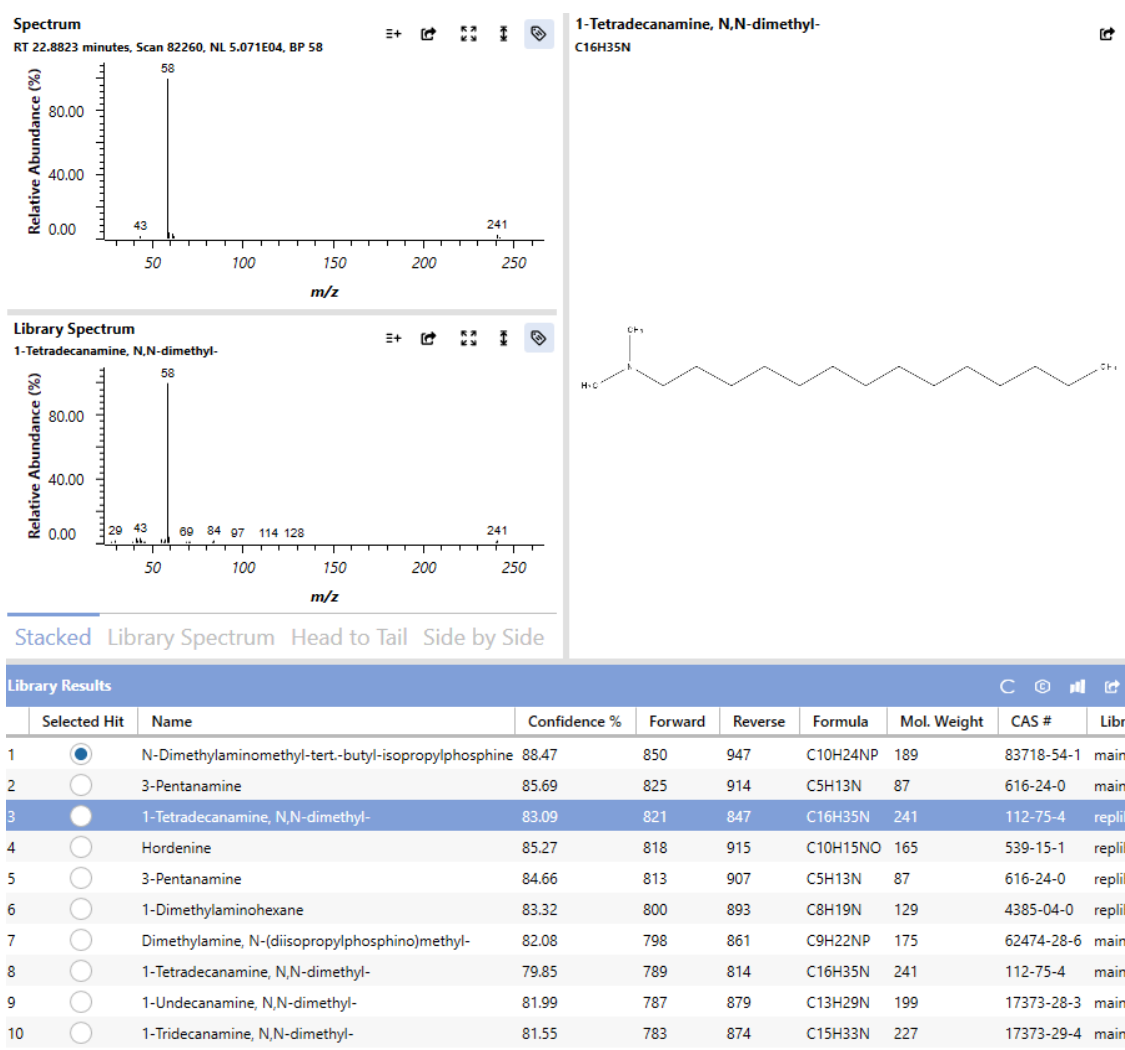 Spectrum
RT 22.8823 minutes, Scan 82260, NL 5.071E04, BP 58
Relative Abundance (%)
80.00
40.00
0.00
58
43
241
50 100 150 200 250
m/z
Library Spectrum
1-Tetradecanamine, N,N-dimethyl-
Relative Abundance (%)
80.00
40.00
0.00
58
29 43 69 84 97 114 128 241
50 100 150 200 250
m/z
Stacked Library Spectrum Head to Tail Side by Side
1-Tetradecanamine, N,N-dimethyl-
C16H35N
CH₃
N
H₃C
CH₃
Library Results
Selected Hit Name Confidence % Forward Reverse Formula Mol. Weight CAS # Libr
1 N-Dimethylaminomethyl-tert.-butyl-isopropylphosphine 88.47 850 947 C10H24NP 189 83718-54-1 main
2 3-Pentanamine 85.69 825 914 C5H13N 87 616-24-0 main
3 1-Tetradecanamine, N,N-dimethyl- 83.09 821 847 C16H35N 241 112-75-4 repli
4 Hordenine 85.27 818 915 C10H15NO 165 539-15-1 repli
5 3-Pentanamine 84.66 813 907 C5H13N 87 616-24-0 repli
6 1-Dimethylaminohexane 83.32 800 893 C8H19N 129 4385-04-0 repli
7 Dimethylamine, N-(diisopropylphosphino)methyl- 82.08 798 861 C9H22NP 175 62474-28-6 main
8 1-Tetradecanamine, N,N-dimethyl- 79.85 789 814 C16H35N 241 112-75-4 main
9 1-Undecanamine, N,N-dimethyl- 81.99 787 879 C13H29N 199 17373-28-3 main
10 1-Tridecanamine, N,N-dimethyl- 81.55 783 874 C15H33N 227 17373-29-4 main